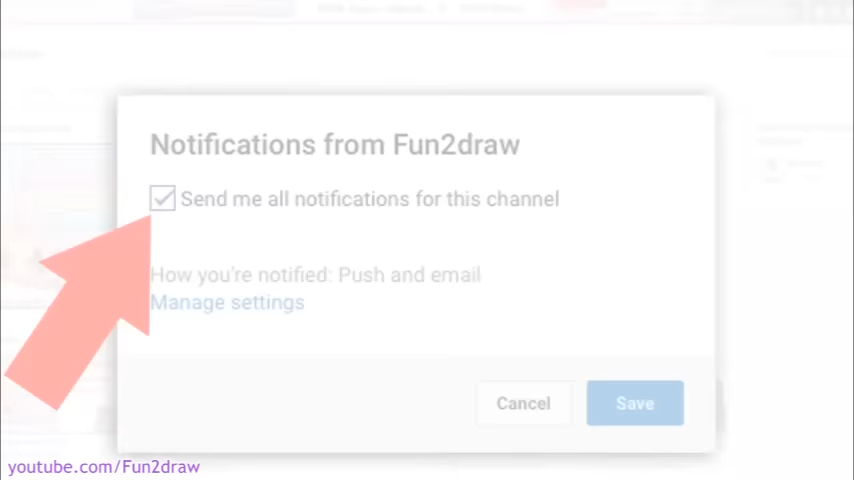 Notifications from Fun2draw
Send me all notifications for this channel
How you're notified: Push and email
Manage settings
Cancel
Save
youtube.com/Fun2draw